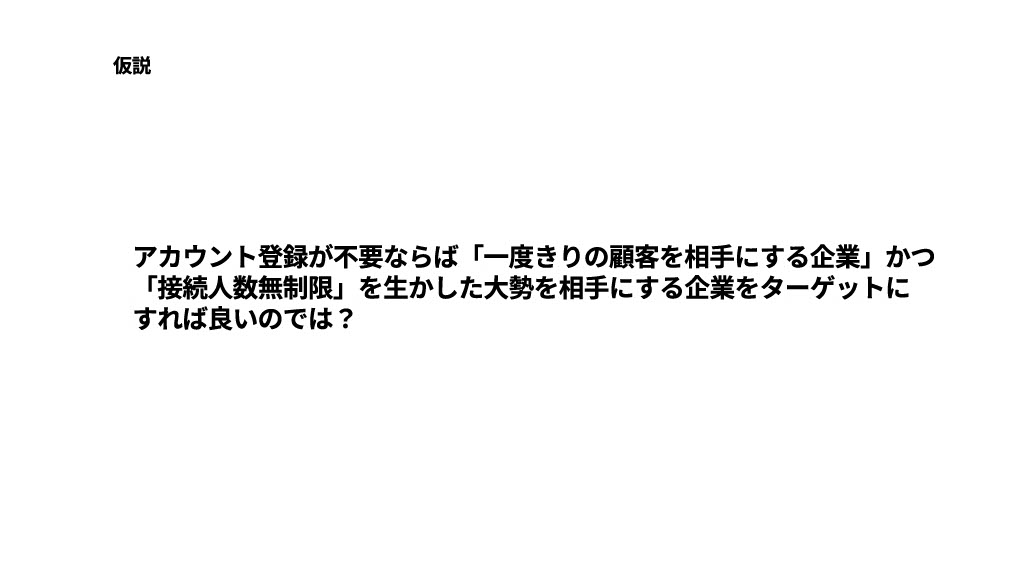 仮説
アカウント登録が不要ならば「一度きりの顧客を相手にする企業」かつ
「接続人数無制限」を生かした大勢を相手にする企業をターゲットに
すれば良いのでは？